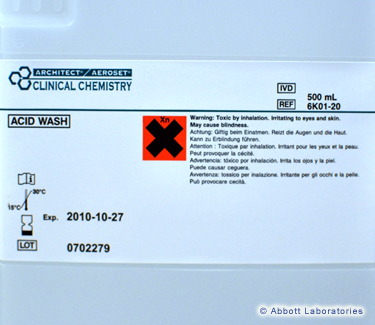 ARCHITECT®/AEROSET®
CLINICAL CHEMISTRY
IVD
500 mL
REF 6K01-20
ACID WASH
Xn
Warning: Toxic by inhalation. Irritating to eyes and skin.
May cause blindness.
Achtung: Giftig beim Einatmen. Reizt die Augen und die Haut.
Kann zu Erblindung führen.
Attention : Toxique par inhalation. Irritant pour les yeux et la peau.
Peut provoquer la cécité.
Advertencia: tóxico por inhalación. Irrita los ojos y la piel.
Puede causar ceguera.
Avvertenza: tossico per inalazione. Irritante per gli occhi e la pelle.
Può provocare cecità.
30°C
15°C
Exp. 2010-10-27
LOT 0702279
© Abbott Laboratories